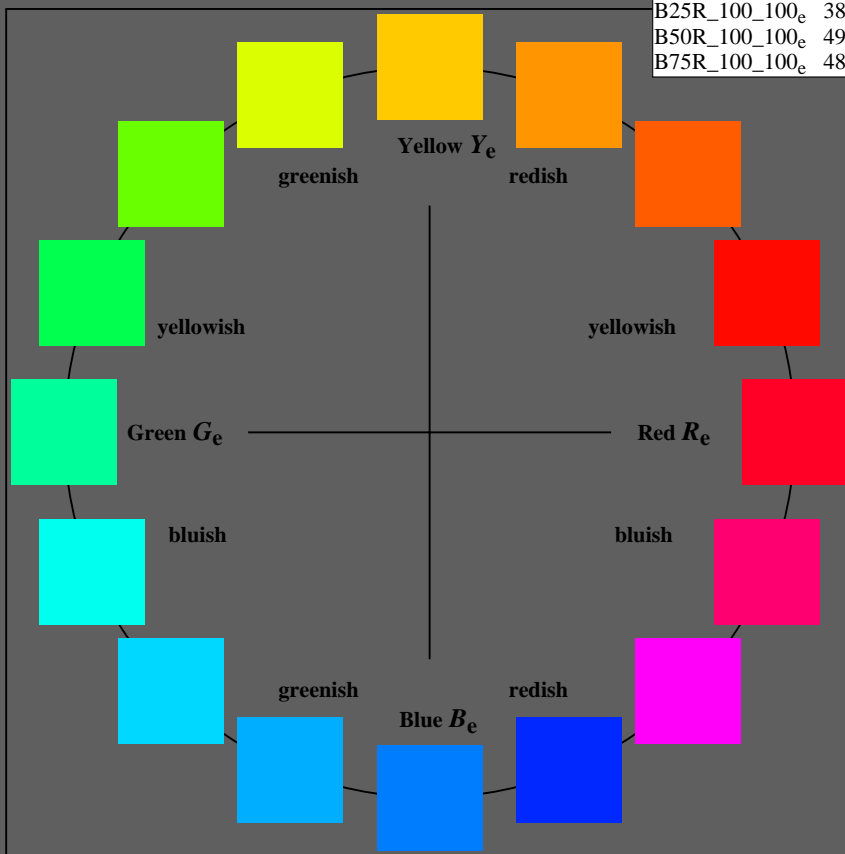 B25R_100_100e 38
B50R_100_100e 49
B75R_100_100e 48
Yellow Ye
greenish redish
yellowish yellowish
Green Ge Red Re
bluish bluish
greenish redish
Blue Be